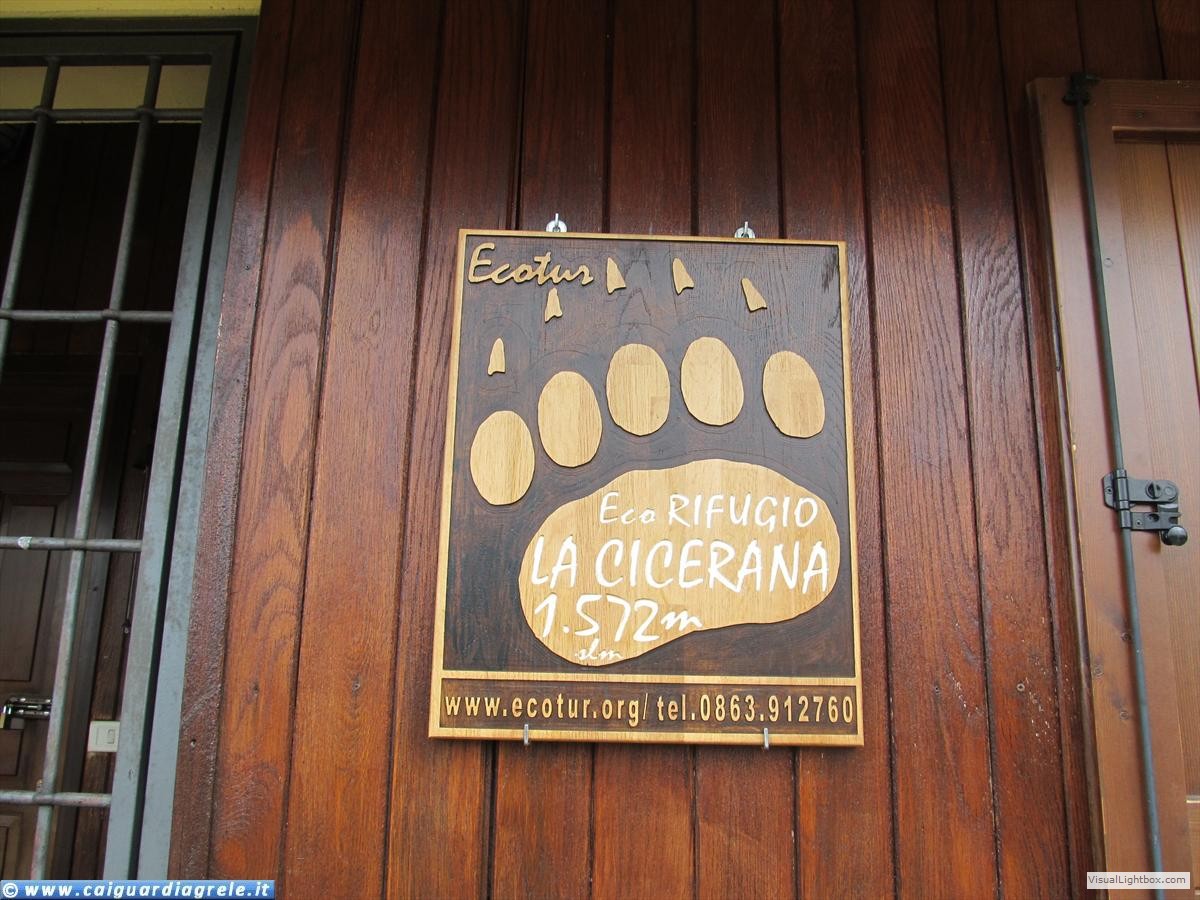 Ecotur
Eco RIFUGIO
LA CICERANA
1.572m
slm
www.ecotur.org/ tel.0863.912760
© www.caiguardiagrele.it
VisualLightbox.com